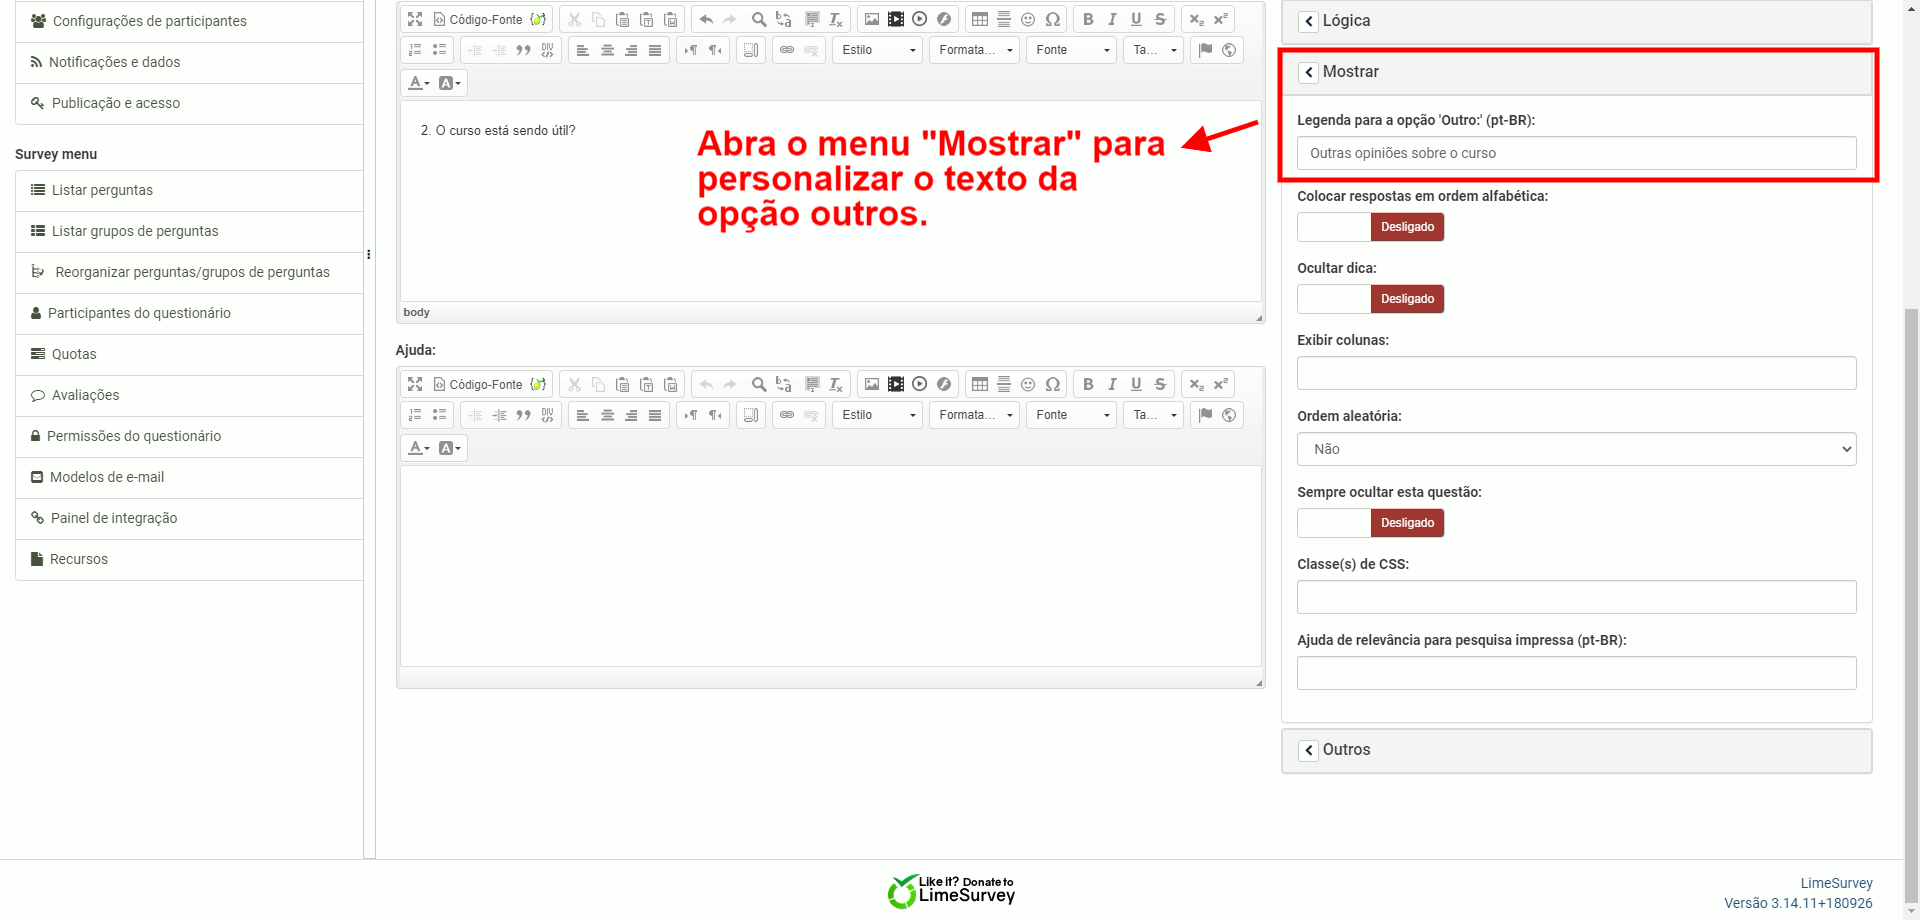 Configurações de participantes
Notificações e dados
Publicação e acesso
Survey menu
Listar perguntas
Listar grupos de perguntas
Reorganizar perguntas/grupos de perguntas
Participantes do questionário
Quotas
Avaliações
Permissões do questionário
Modelos de e-mail
Painel de integração
Recursos
Código-Fonte
Estilo
Formata...
Fonte
Ta...
2. O curso está sendo útil?
Abra o menu "Mostrar" para
personalizar o texto da
opção outros.
body
Ajuda:
Código-Fonte
Estilo
Formata...
Fonte
Ta...
Lógica
Mostrar
Legenda para a opção 'Outro:' (pt-BR):
Outras opiniões sobre o curso
Colocar respostas em ordem alfabética:
Desligado
Ocultar dica:
Desligado
Exibir colunas:
Ordem aleatória:
Não
Sempre ocultar esta questão:
Desligado
Classe(s) de CSS:
Ajuda de relevância para pesquisa impressa (pt-BR):
Outros
Like it? Donate to
LimeSurvey
LimeSurvey
Versão 3.14.11+180926